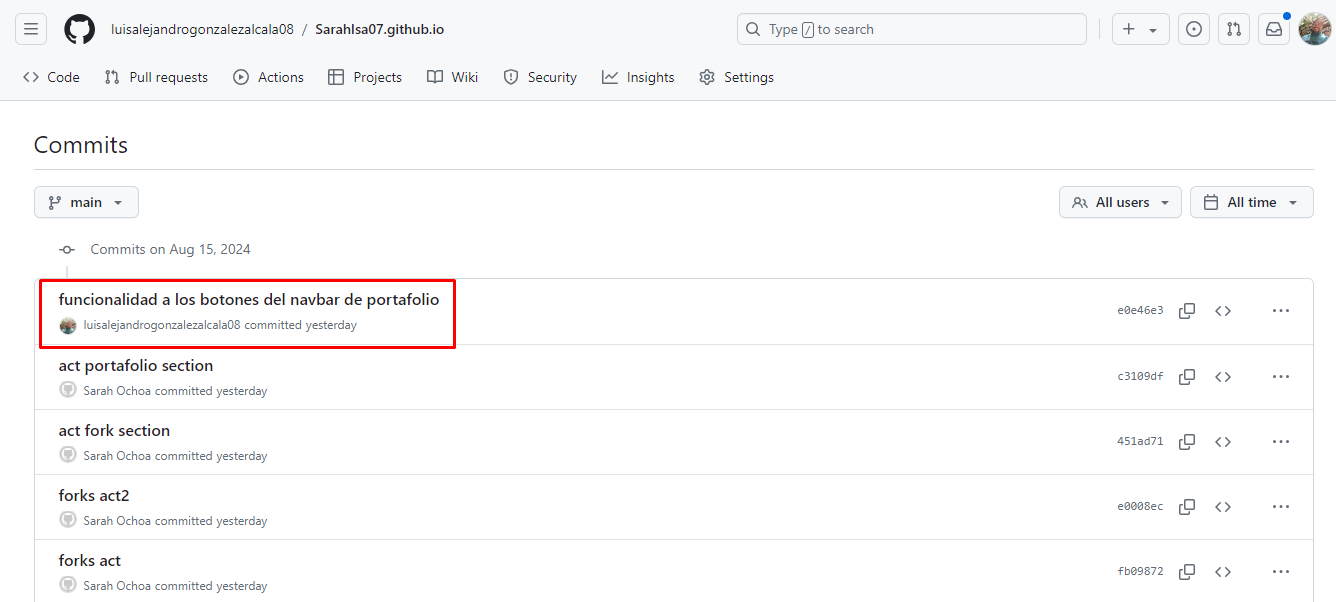 luisalejandrogonzalezalcala08 / SarahIsa07.github.io
Type / to search
Code Pull requests Actions Projects Wiki Security Insights Settings
Commits
main
All users All time
Commits on Aug 15, 2024
funcionalidad a los botones del navbar de portafolio
e0e46e3
luisalejandrogonzalezalcala08 committed yesterday
act portafolio section
c3109df
Sarah Ochoa committed yesterday
act fork section
451ad71
Sarah Ochoa committed yesterday
forks act2
e0008ec
Sarah Ochoa committed yesterday
forks act
fb09872
Sarah Ochoa committed yesterday